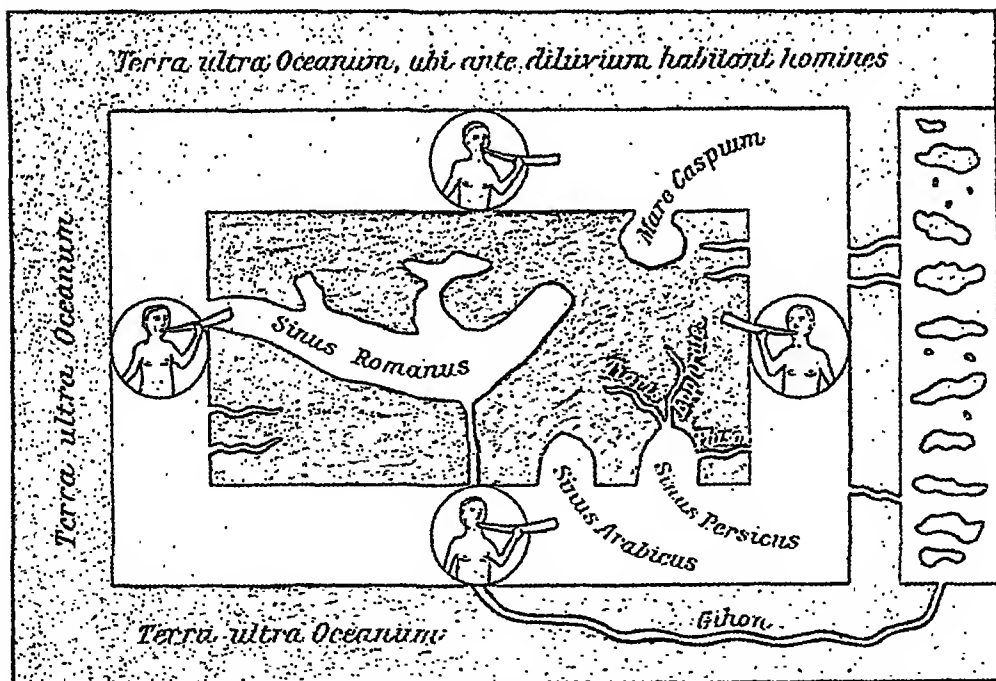 Terra ultra Oceanum, ubi ante diluvium habitant homines
Terra ultra Oceanum
Mare Caspium
Sinus Romanus
Sinus Arabicus
Sinus Persicus
Gihon
Terra ultra Oceanum